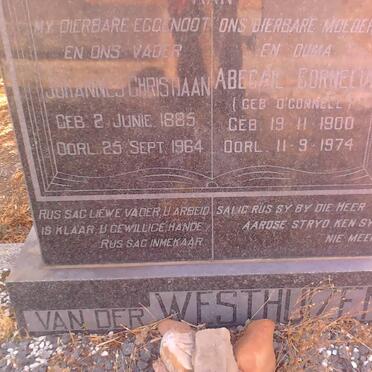 AAN
MY DIERBARE EGGENOOT
EN ONS VADER
JOHANNES CHRISTIAAN
GEB. 2 JUNIE 1885
OORL. 25 SEPT. 1964
RUS SAG LIEWE VADER, U ARBEID
IS KLAAR, U GEWILLIGE HANDE,
RUS SAG INMEKAAR.
ONS DIERBARE MOEDER
EN OUMA
ABEGAIL CORNELIA
(GEB. O'CONNELL)
GEB. 19-11-1900
OORL. 11-9-1974
SALIG RUS SY BY DIE HEER
AARDSE STRYD KEN SY
NIE MEER
VAN DER WESTHUIZEN